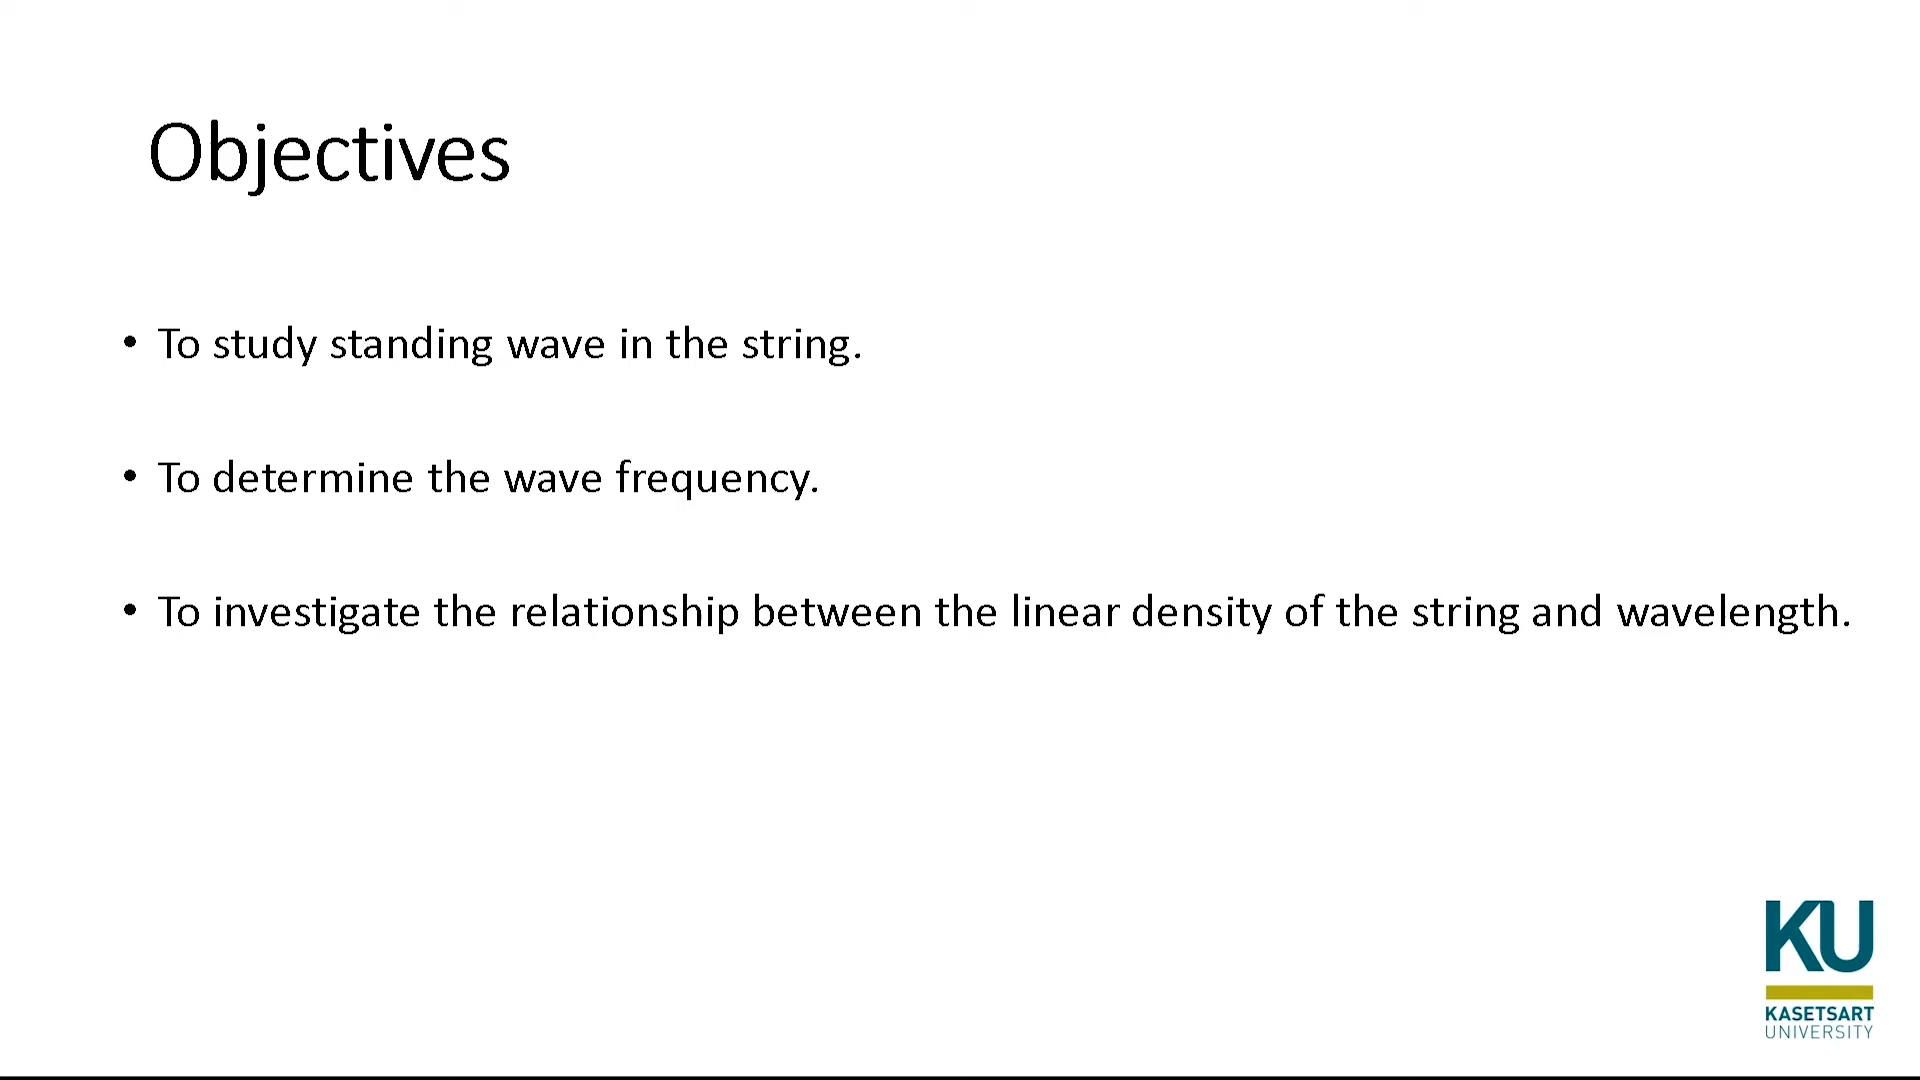 Objectives
• To study standing wave in the string.
• To determine the wave frequency.
• To investigate the relationship between the linear density of the string and wavelength.
KU
KASETSART
UNIVERSITY